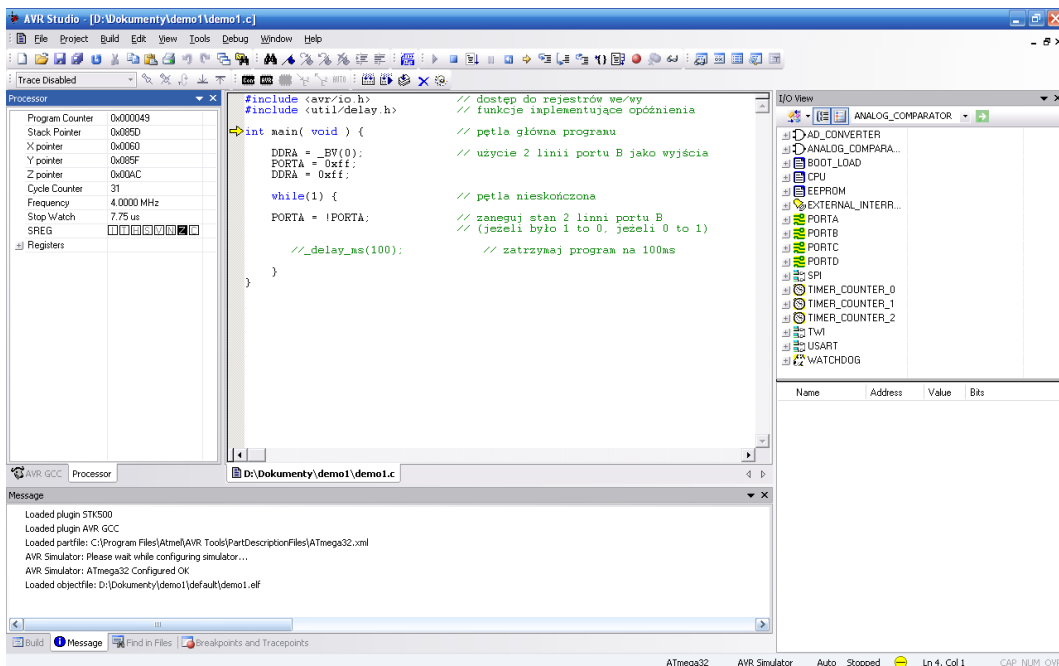 AVR Studio - [D:\Dokumenty\demo1\demo1.c]
File Project Build Edit View Tools Debug Window Help
Trace Disabled
Processor
Program Counter 0x000049
Stack Pointer 0x085D
X pointer 0x0060
Y pointer 0x085F
Z pointer 0x00AC
Cycle Counter 31
Frequency 4.0000 MHz
Stop Watch 7.75 us
SREG I T H S V N Z C
Registers
AVR GCC Processor
#include <avr/io.h> // dostęp do rejestrów we/wy
#include <util/delay.h> // funkcje implementujące opóźnienia
int main( void ) { // pętla główna programu
DDRA = _BV(0); // użycie 2 linii portu B jako wyjścia
PORTA = 0xff;
DDRA = 0xff;
while(1) { // pętla nieskończona
PORTA = !PORTA; // zaneguj stan 2 linni portu B
// (jeżeli było 1 to 0, jeżeli 0 to 1)
//_delay_ms(100); // zatrzymaj program na 100ms
}
}
D:\Dokumenty\demo1\demo1.c
I/O View
ANALOG_COMPARATOR
AD_CONVERTER
ANALOG_COMPARA...
BOOT_LOAD
CPU
EEPROM
EXTERNAL_INTERR...
PORTA
PORTB
PORTC
PORTD
SPI
TIMER_COUNTER_0
TIMER_COUNTER_1
TIMER_COUNTER_2
TWI
USART
WATCHDOG
Name Address Value Bits
Message
Loaded plugin STK500
Loaded plugin AVR GCC
Loaded partfile: C:\Program Files\Atmel\AVR Tools\PartDescriptionFiles\ATmega32.xml
AVR Simulator: Please wait while configuring simulator...
AVR Simulator: ATmega32 Configured OK
Loaded objectfile: D:\Dokumenty\demo1\default\demo1.elf
Build Message Find in Files Breakpoints and Tracepoints
ATmega32 AVR Simulator Auto Stopped Ln 4, Col 1 CAP NUM OVR